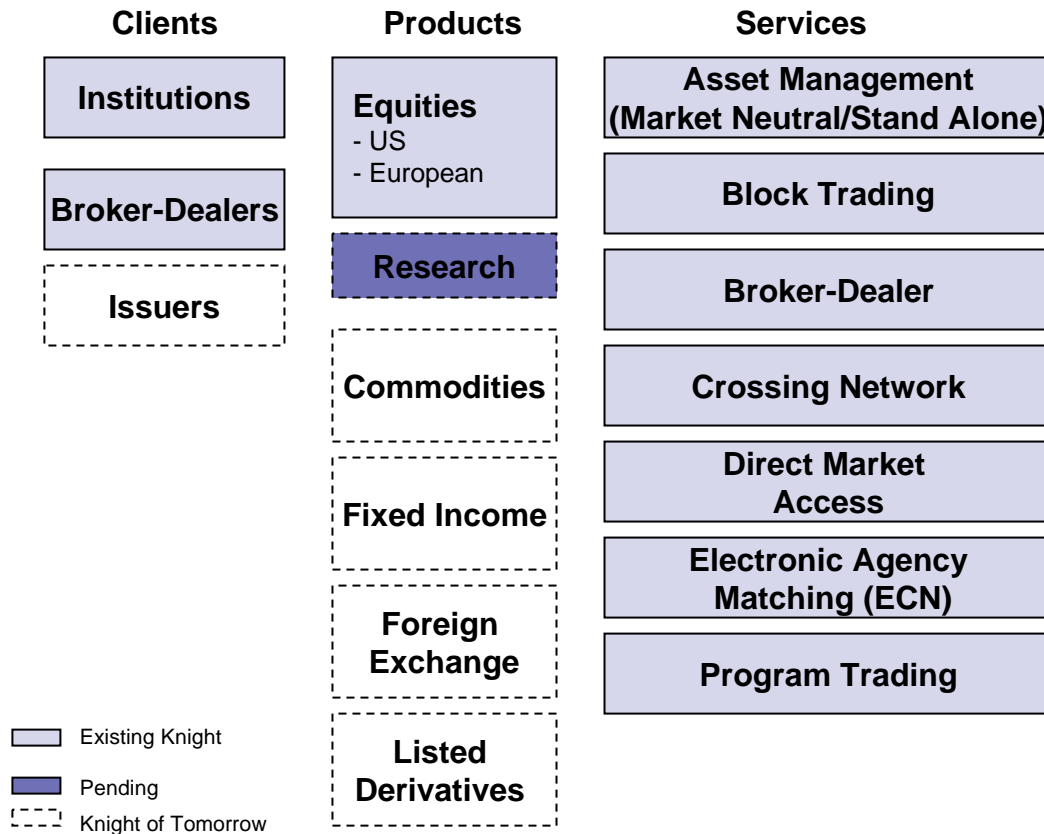 Clients
Products
Services
Institutions
Broker-Dealers
Issuers
Equities
- US
- European
Research
Commodities
Fixed Income
Foreign
Exchange
Listed
Derivatives
Asset Management
(Market Neutral/Stand Alone)
Block Trading
Broker-Dealer
Crossing Network
Direct Market
Access
Electronic Agency
Matching (ECN)
Program Trading
Existing Knight
Pending
Knight of Tomorrow